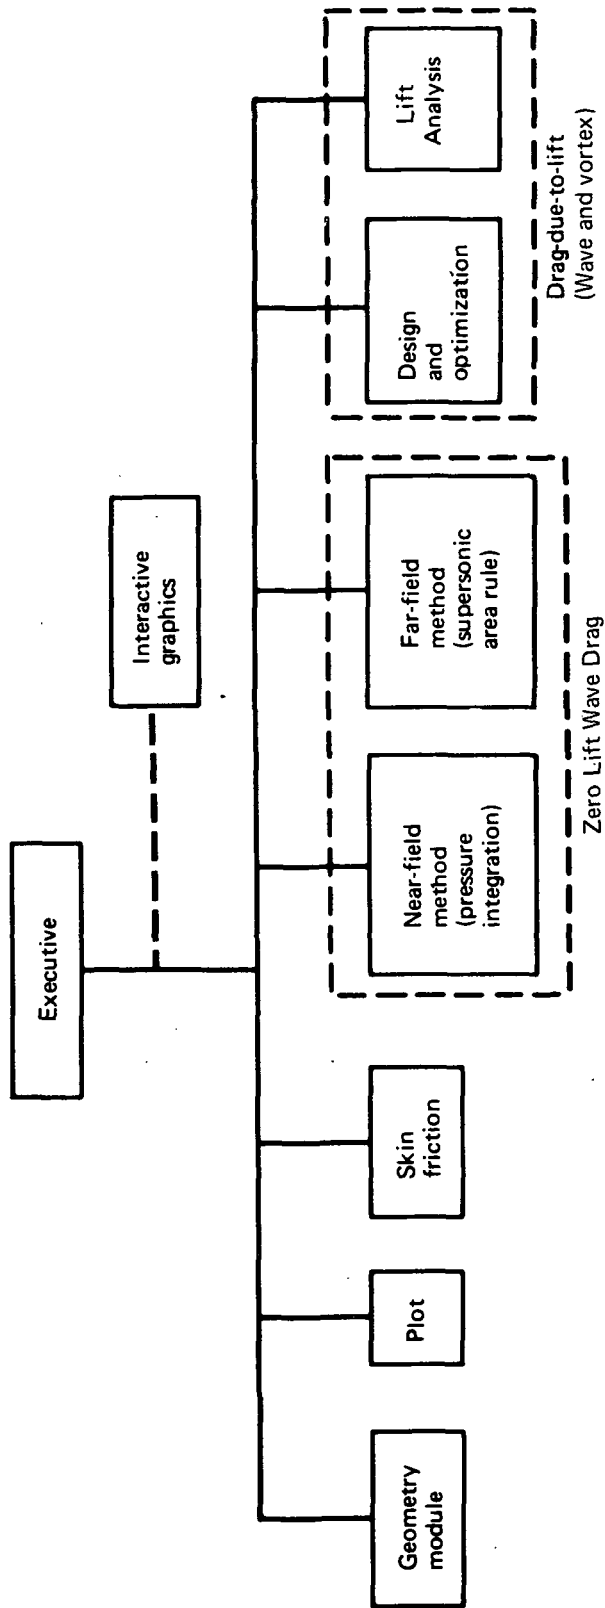 Executive
Interactive
graphics
Geometry
module
Plot
Skin
friction
Near-field
method
(pressure
integration)
Far-field
method
(supersonic
area rule)
Zero Lift Wave Drag
Design
and
optimization
Lift
Analysis
Drag-due-to-lift
(Wave and vortex)